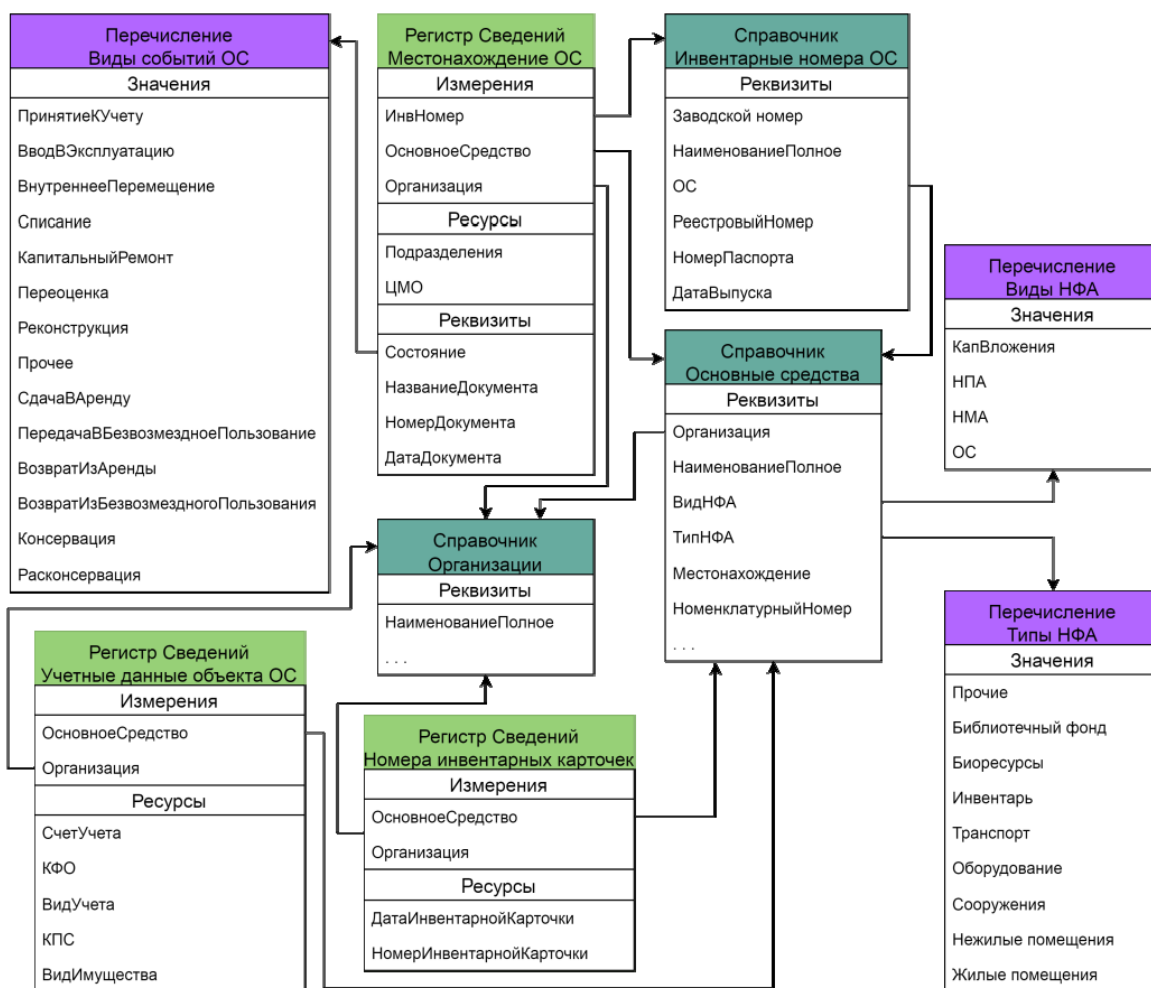 Перечисление
Виды событий ОС
Значения
ПринятиеКУчету
ВводВЭксплуатацию
ВнутреннееПеремещение
Списание
КапитальныйРемонт
Переоценка
Реконструкция
Прочее
СдачаВАренду
ПередачаВБезвозмездноеПользование
ВозвратИзАренды
ВозвратИзБезвозмездногоПользования
Консервация
Расконсервация
Регистр Сведений
Местонахождение ОС
Измерения
ИнвНомер
ОсновноеСредство
Организация
Ресурсы
Подразделения
ЦМО
Реквизиты
Состояние
НазваниеДокумента
НомерДокумента
ДатаДокумента
Справочник
Инвентарные номера ОС
Реквизиты
Заводской номер
НаименованиеПолное
ОС
РеестровыйНомер
НомерПаспорта
ДатаВыпуска
Перечисление
Виды НФА
Значения
КапВложения
НПА
НМА
ОС
Справочник
Основные средства
Реквизиты
Организация
НаименованиеПолное
ВидНФА
ТипНФА
Местонахождение
НоменклатурныйНомер
. . .
Справочник
Организации
Реквизиты
НаименованиеПолное
. . .
Перечисление
Типы НФА
Значения
Прочие
Библиотечный фонд
Биоресурсы
Инвентарь
Транспорт
Оборудование
Сооружения
Нежилые помещения
Жилые помещения
Регистр Сведений
Учетные данные объекта ОС
Измерения
ОсновноеСредство
Организация
Ресурсы
СчетУчета
КФО
ВидУчета
КПС
ВидИмущества
Регистр Сведений
Номера инвентарных карточек
Измерения
ОсновноеСредство
Организация
Ресурсы
ДатаИнвентарнойКарточки
НомерИнвентарнойКарточки